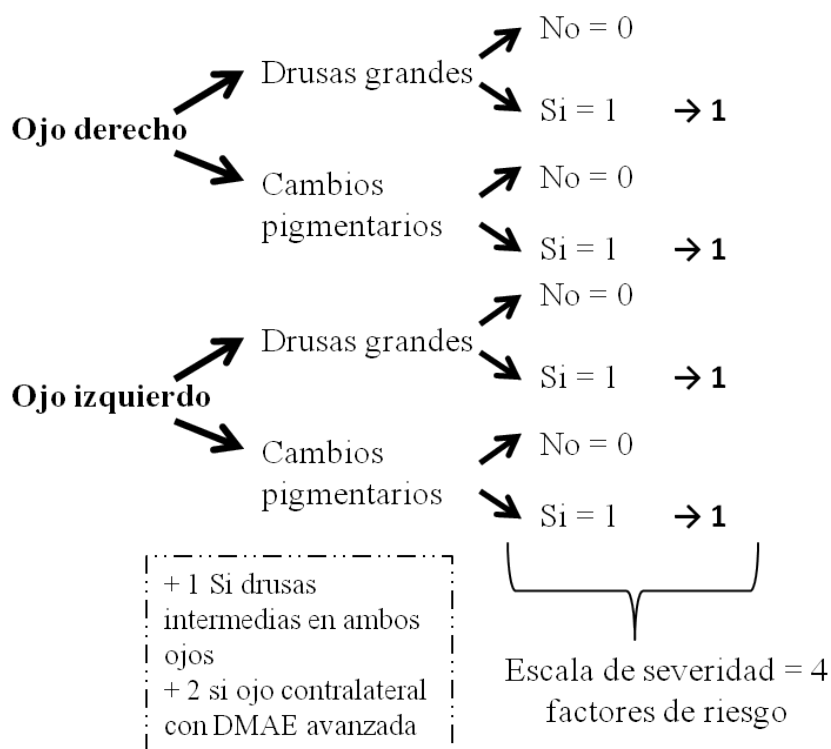 No = 0
Drusas grandes
Si = 1 → 1
Ojo derecho
No = 0
Cambios
pigmentarios
Si = 1 → 1
No = 0
Drusas grandes
Si = 1 → 1
Ojo izquierdo
No = 0
Cambios
pigmentarios
Si = 1 → 1
+ 1 Si drusas
intermedias en ambos
ojos
+ 2 si ojo contralateral
con DMAE avanzada
Escala de severidad = 4
factores de riesgo